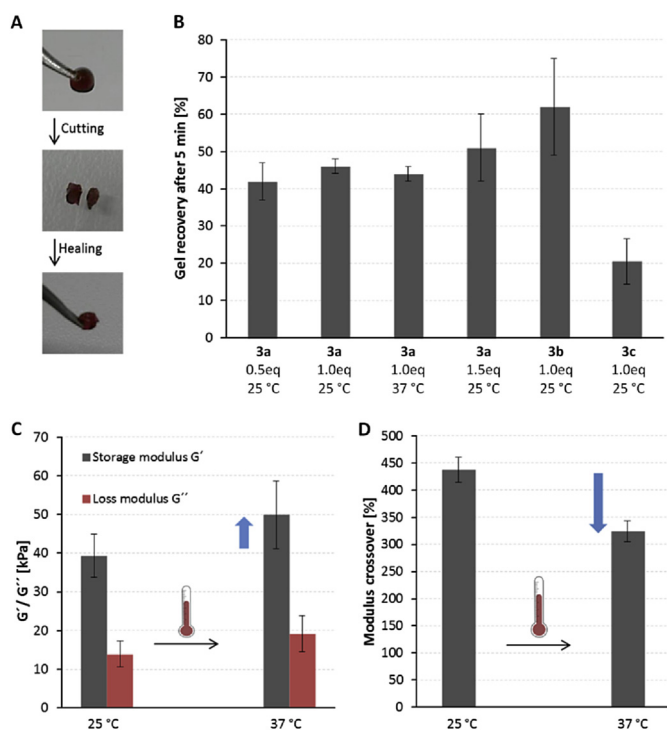 A
Cutting
Healing
B
Gel recovery after 5 min [%]
80
70
60
50
40
30
20
10
0
3a 3a 3a 3a 3b 3c
0.5eq 1.0eq 1.0eq 1.5eq 1.0eq 1.0eq
25 °C 25 °C 37 °C 25 °C 25 °C 25 °C
C
G´/ G´´ [kPa]
70
60
50
40
30
20
10
0
Storage modulus G´
Loss modulus G´´
25 °C 37 °C
D
Modulus crossover [%]
450
400
350
300
250
200
150
100
50
0
25 °C 37 °C